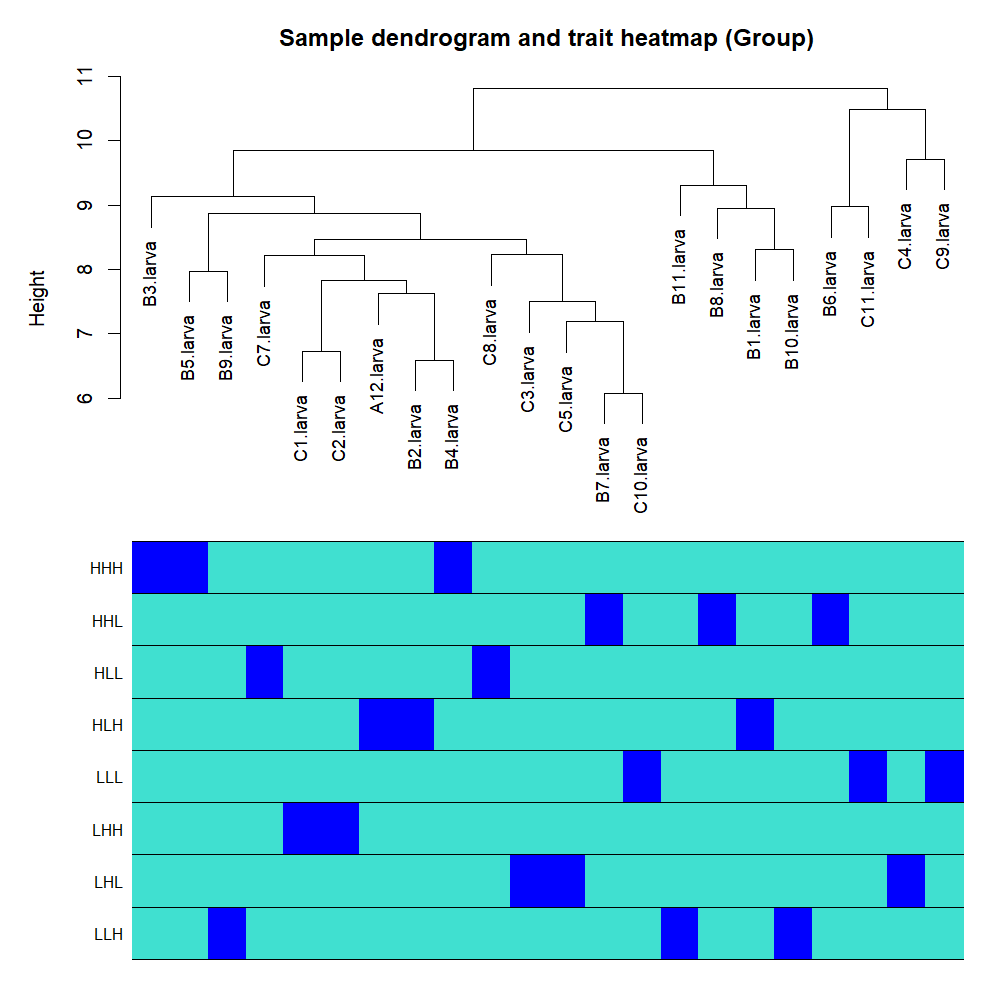 Sample dendrogram and trait heatmap (Group)
Height
11
10
9
8
7
6
B3.larva
B5.larva
B9.larva
C7.larva
C1.larva
C2.larva
A12.larva
B2.larva
B4.larva
C8.larva
C3.larva
C5.larva
B7.larva
C10.larva
B11.larva
B8.larva
B1.larva
B10.larva
B6.larva
C11.larva
C4.larva
C9.larva
HHH
HHL
HLL
HLH
LLL
LHH
LHL
LLH